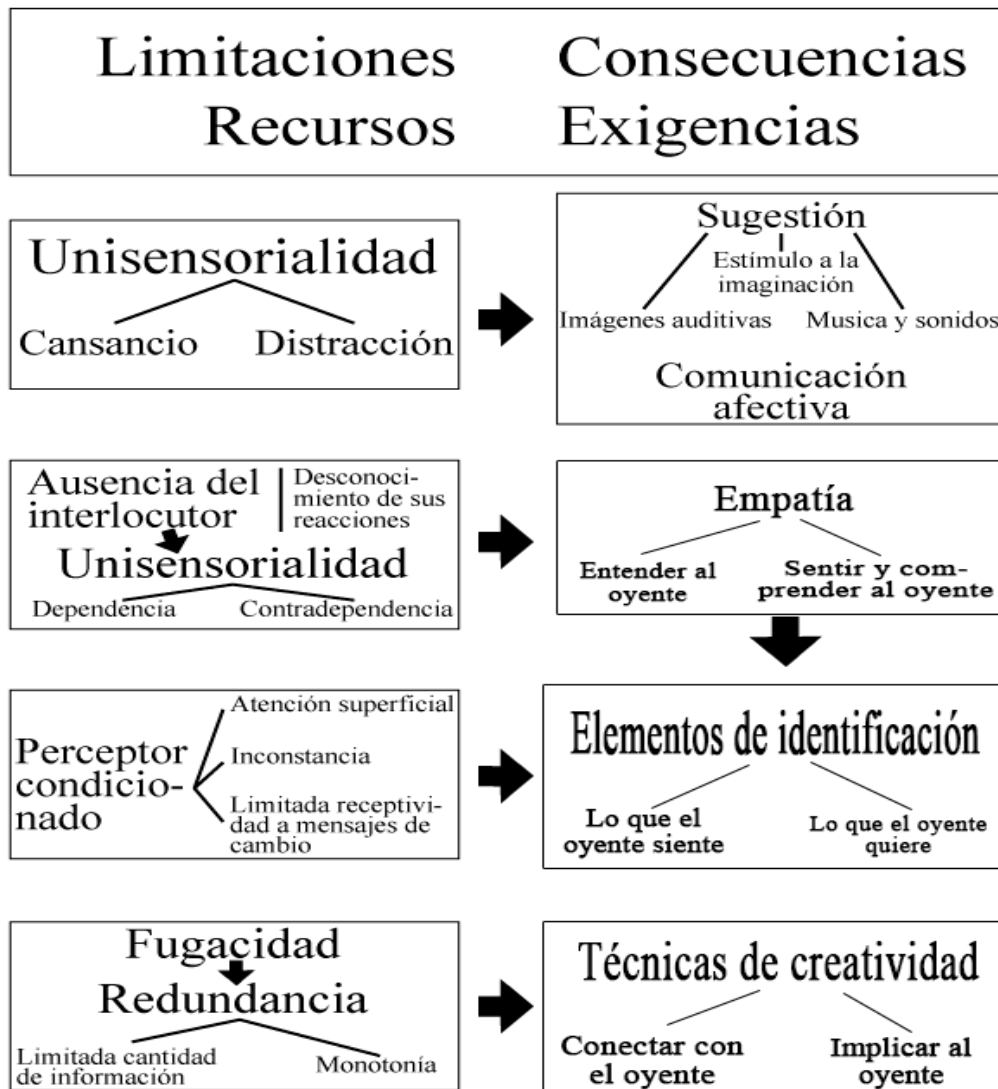 Limitaciones
Recursos
Consecuencias
Exigencias
Unisensorialidad
Cansancio
Distracción
Sugestión
Estímulo a la
imaginación
Imágenes auditivas
Musica y sonidos
Comunicación
afectiva
Ausencia del
interlocutor
Desconoci-
miento de sus
reacciones
Unisensorialidad
Dependencia
Contradependencia
Empatía
Entender al
oyente
Sentir y com-
prender al oyente
Perceptor
condicio-
nado
Atención superficial
Inconstancia
Limitada receptivi-
dad a mensajes de
cambio
Elementos de identificación
Lo que el
oyente siente
Lo que el oyente
quiere
Fugacidad
Redundancia
Limitada cantidad
de información
Monotonía
Técnicas de creatividad
Conectar con
el oyente
Implicar al
oyente